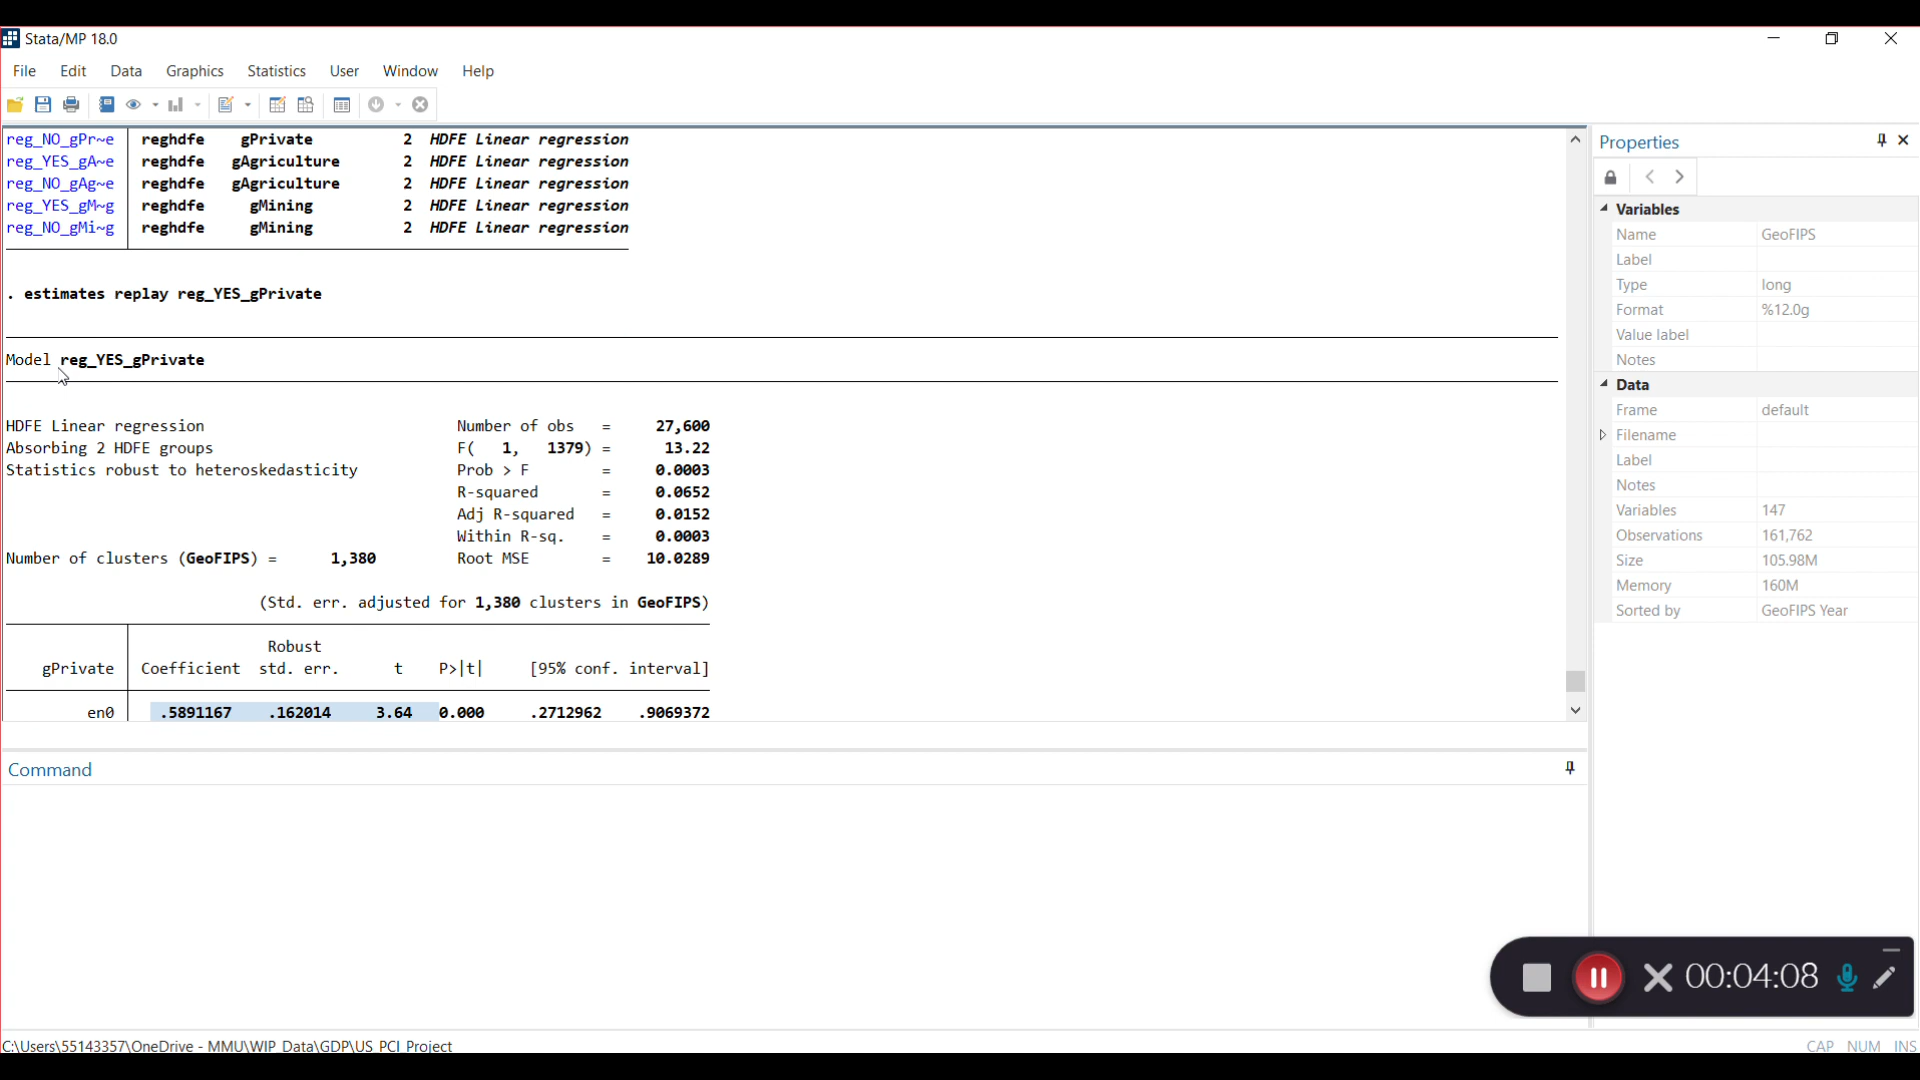 Stata/MP 18.0
File Edit Data Graphics Statistics User Window Help
reg_NO_gPr~e reghdfe gPrivate 2 HDFE Linear regression
reg_YES_gA~e reghdfe gAgriculture 2 HDFE Linear regression
reg_NO_gAg~e reghdfe gAgriculture 2 HDFE Linear regression
reg_YES_gM~g reghdfe gMining 2 HDFE Linear regression
reg_NO_gMi~g reghdfe gMining 2 HDFE Linear regression
. estimates replay reg_YES_gPrivate
Model reg_YES_gPrivate
HDFE Linear regression Number of obs = 27,600
Absorbing 2 HDFE groups F( 1, 1379) = 13.22
Statistics robust to heteroskedasticity Prob > F = 0.0003
R-squared = 0.0652
Adj R-squared = 0.0152
Within R-sq. = 0.0003
Number of clusters (GeoFIPS) = 1,380 Root MSE = 10.0289
(Std. err. adjusted for 1,380 clusters in GeoFIPS)
Robust
gPrivate Coefficient std. err. t P>|t| [95% conf. interval]
en0 .5891167 .162014 3.64 0.000 .2712962 .9069372
Command
Properties
Variables
Name GeoFIPS
Label
Type long
Format %12.0g
Value label
Notes
Data
Frame default
Filename
Label
Notes
Variables 147
Observations 161,762
Size 105.98M
Memory 160M
Sorted by GeoFIPS Year
00:04:08
C:\Users\55143357\OneDrive - MMU\WIP_Data\GDP\US_PCI_Project
CAP NUM INS